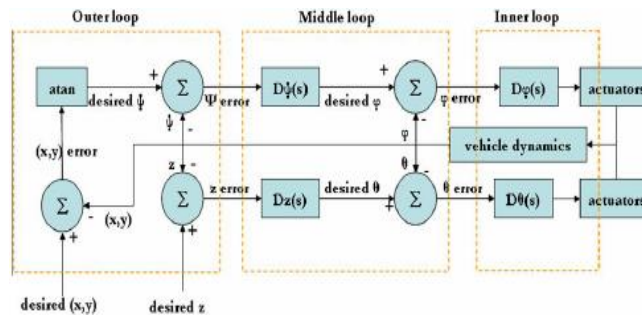 Outer loop
Middle loop
Inner loop
atan
+
desired ψ̇
Σ
-
Ψ error
Dψ̇(s)
desired φ
+
Σ
-
φ error
Dφ(s)
actuators
(x,y) error
ψ̇
φ
vehicle dynamics
z
-
θ
-
Σ
-
(x,y)
+
Σ
+
z error
Dz(s)
desired θ
+
Σ
θ error
Dθ(s)
actuators
desired (x,y)
desired z